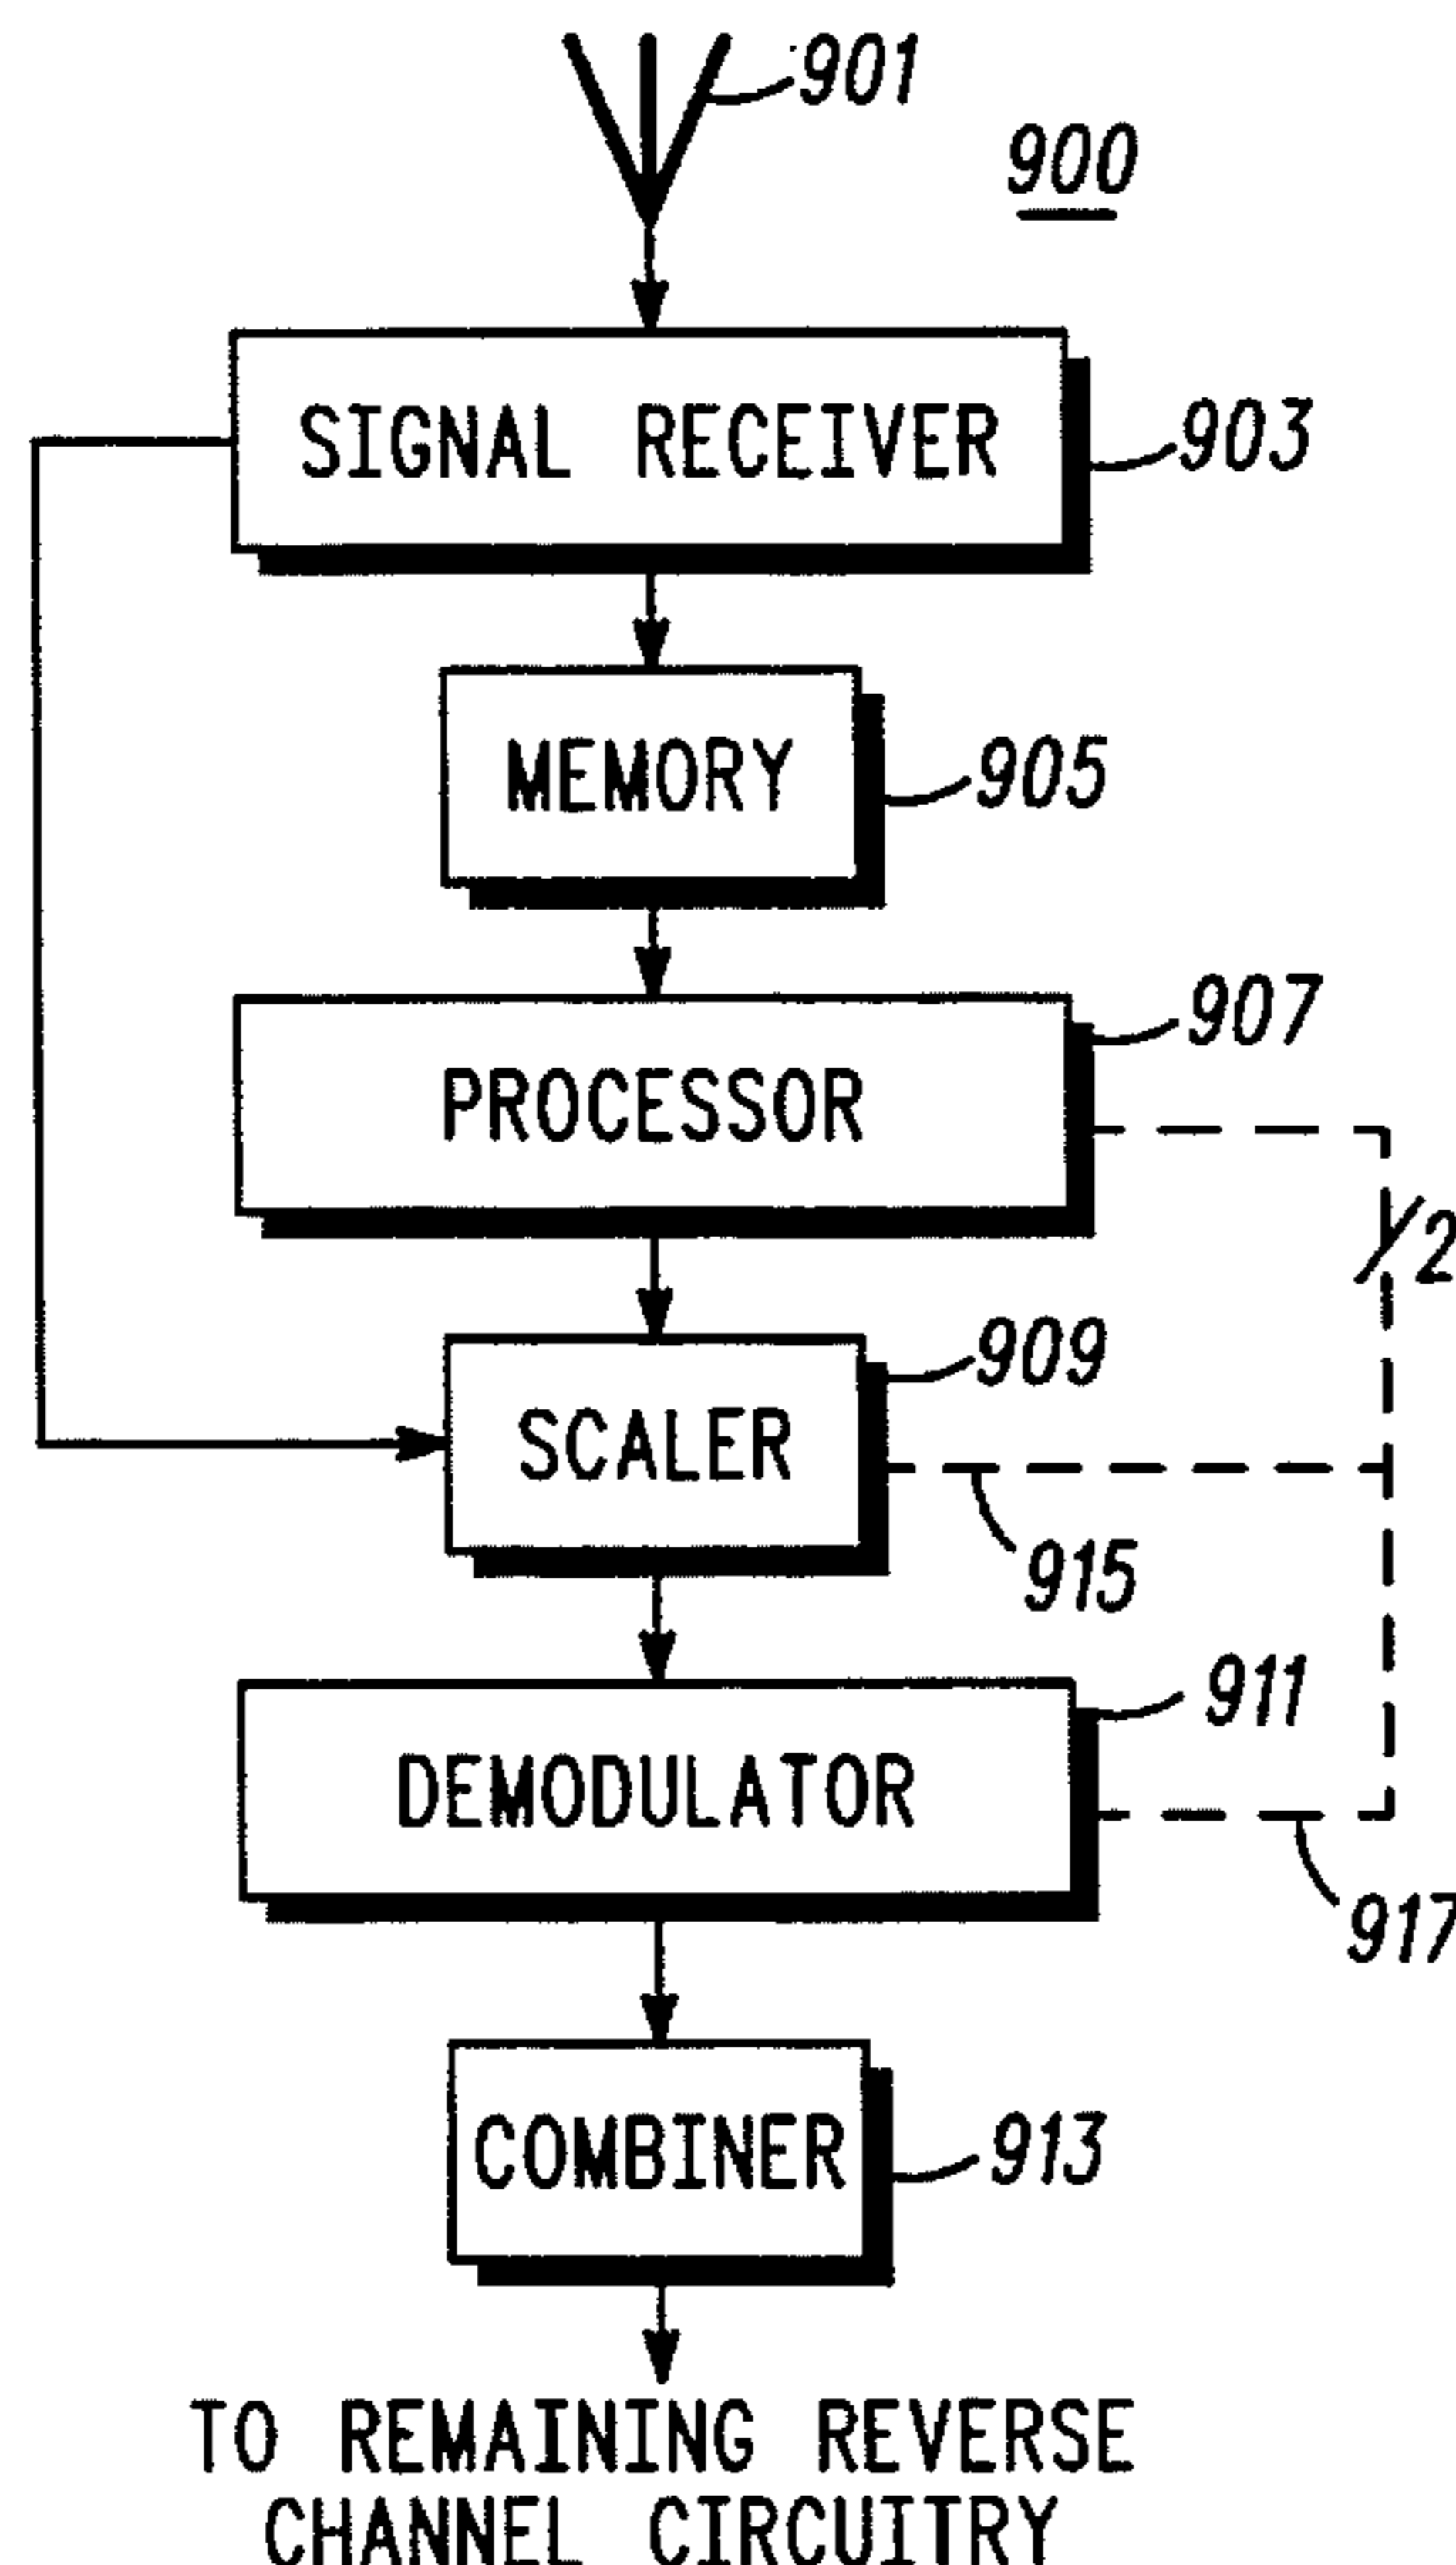 901
900
SIGNAL RECEIVER
903
MEMORY
905
907
PROCESSOR
/2
909
SCALER
915
911
DEMODULATOR
917
COMBINER
913
TO REMAINING REVERSE
CHANNEL CIRCUITRY